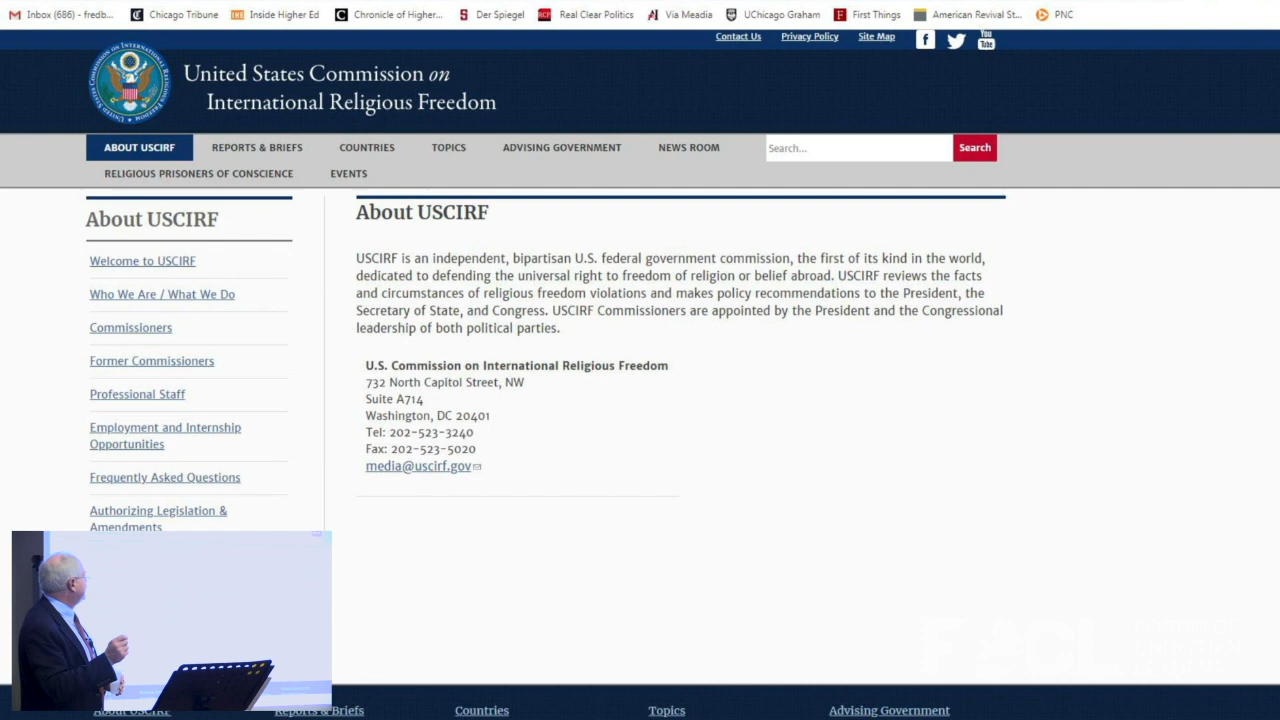 Inbox (686) - fredb...
Chicago Tribune
Inside Higher Ed
Chronicle of Higher...
Der Spiegel
RCP
Real Clear Politics
Via Meadia
UChicago Graham
First Things
American Revival St...
PNC
Contact Us
Privacy Policy
Site Map
You
Tube
United States Commission on
International Religious Freedom
ABOUT USCIRF
REPORTS & BRIEFS
COUNTRIES
TOPICS
ADVISING GOVERNMENT
NEWS ROOM
Search...
Search
RELIGIOUS PRISONERS OF CONSCIENCE
EVENTS
About USCIRF
Welcome to USCIRF
Who We Are / What We Do
Commissioners
Former Commissioners
Professional Staff
Employment and Internship
Opportunities
Frequently Asked Questions
Authorizing Legislation &
Amendments
About USCIRF
USCIRF is an independent, bipartisan U.S. federal government commission, the first of its kind in the world,
dedicated to defending the universal right to freedom of religion or belief abroad. USCIRF reviews the facts
and circumstances of religious freedom violations and makes policy recommendations to the President, the
Secretary of State, and Congress. USCIRF Commissioners are appointed by the President and the Congressional
leadership of both political parties.
U.S. Commission on International Religious Freedom
732 North Capitol Street, NW
Suite A714
Washington, DC 20401
Tel: 202-523-3240
Fax: 202-523-5020
media@uscirf.gov
About USCIRF
Reports & Briefs
Countries
Topics
Advising Government